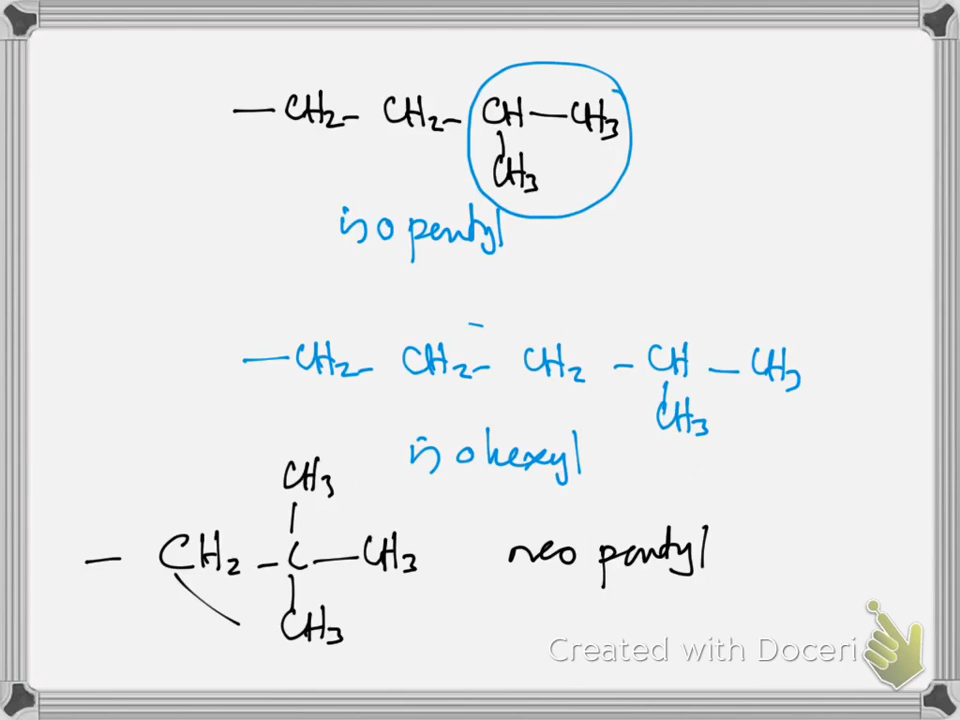 —CH2- CH2- CH—CH3
CH3
iso pentyl
—CH2- CH2- CH2 - CH - CH3
CH3
iso hexyl
CH3
- CH2 - C - CH3
neo pentyl
CH3
Created with Doceri